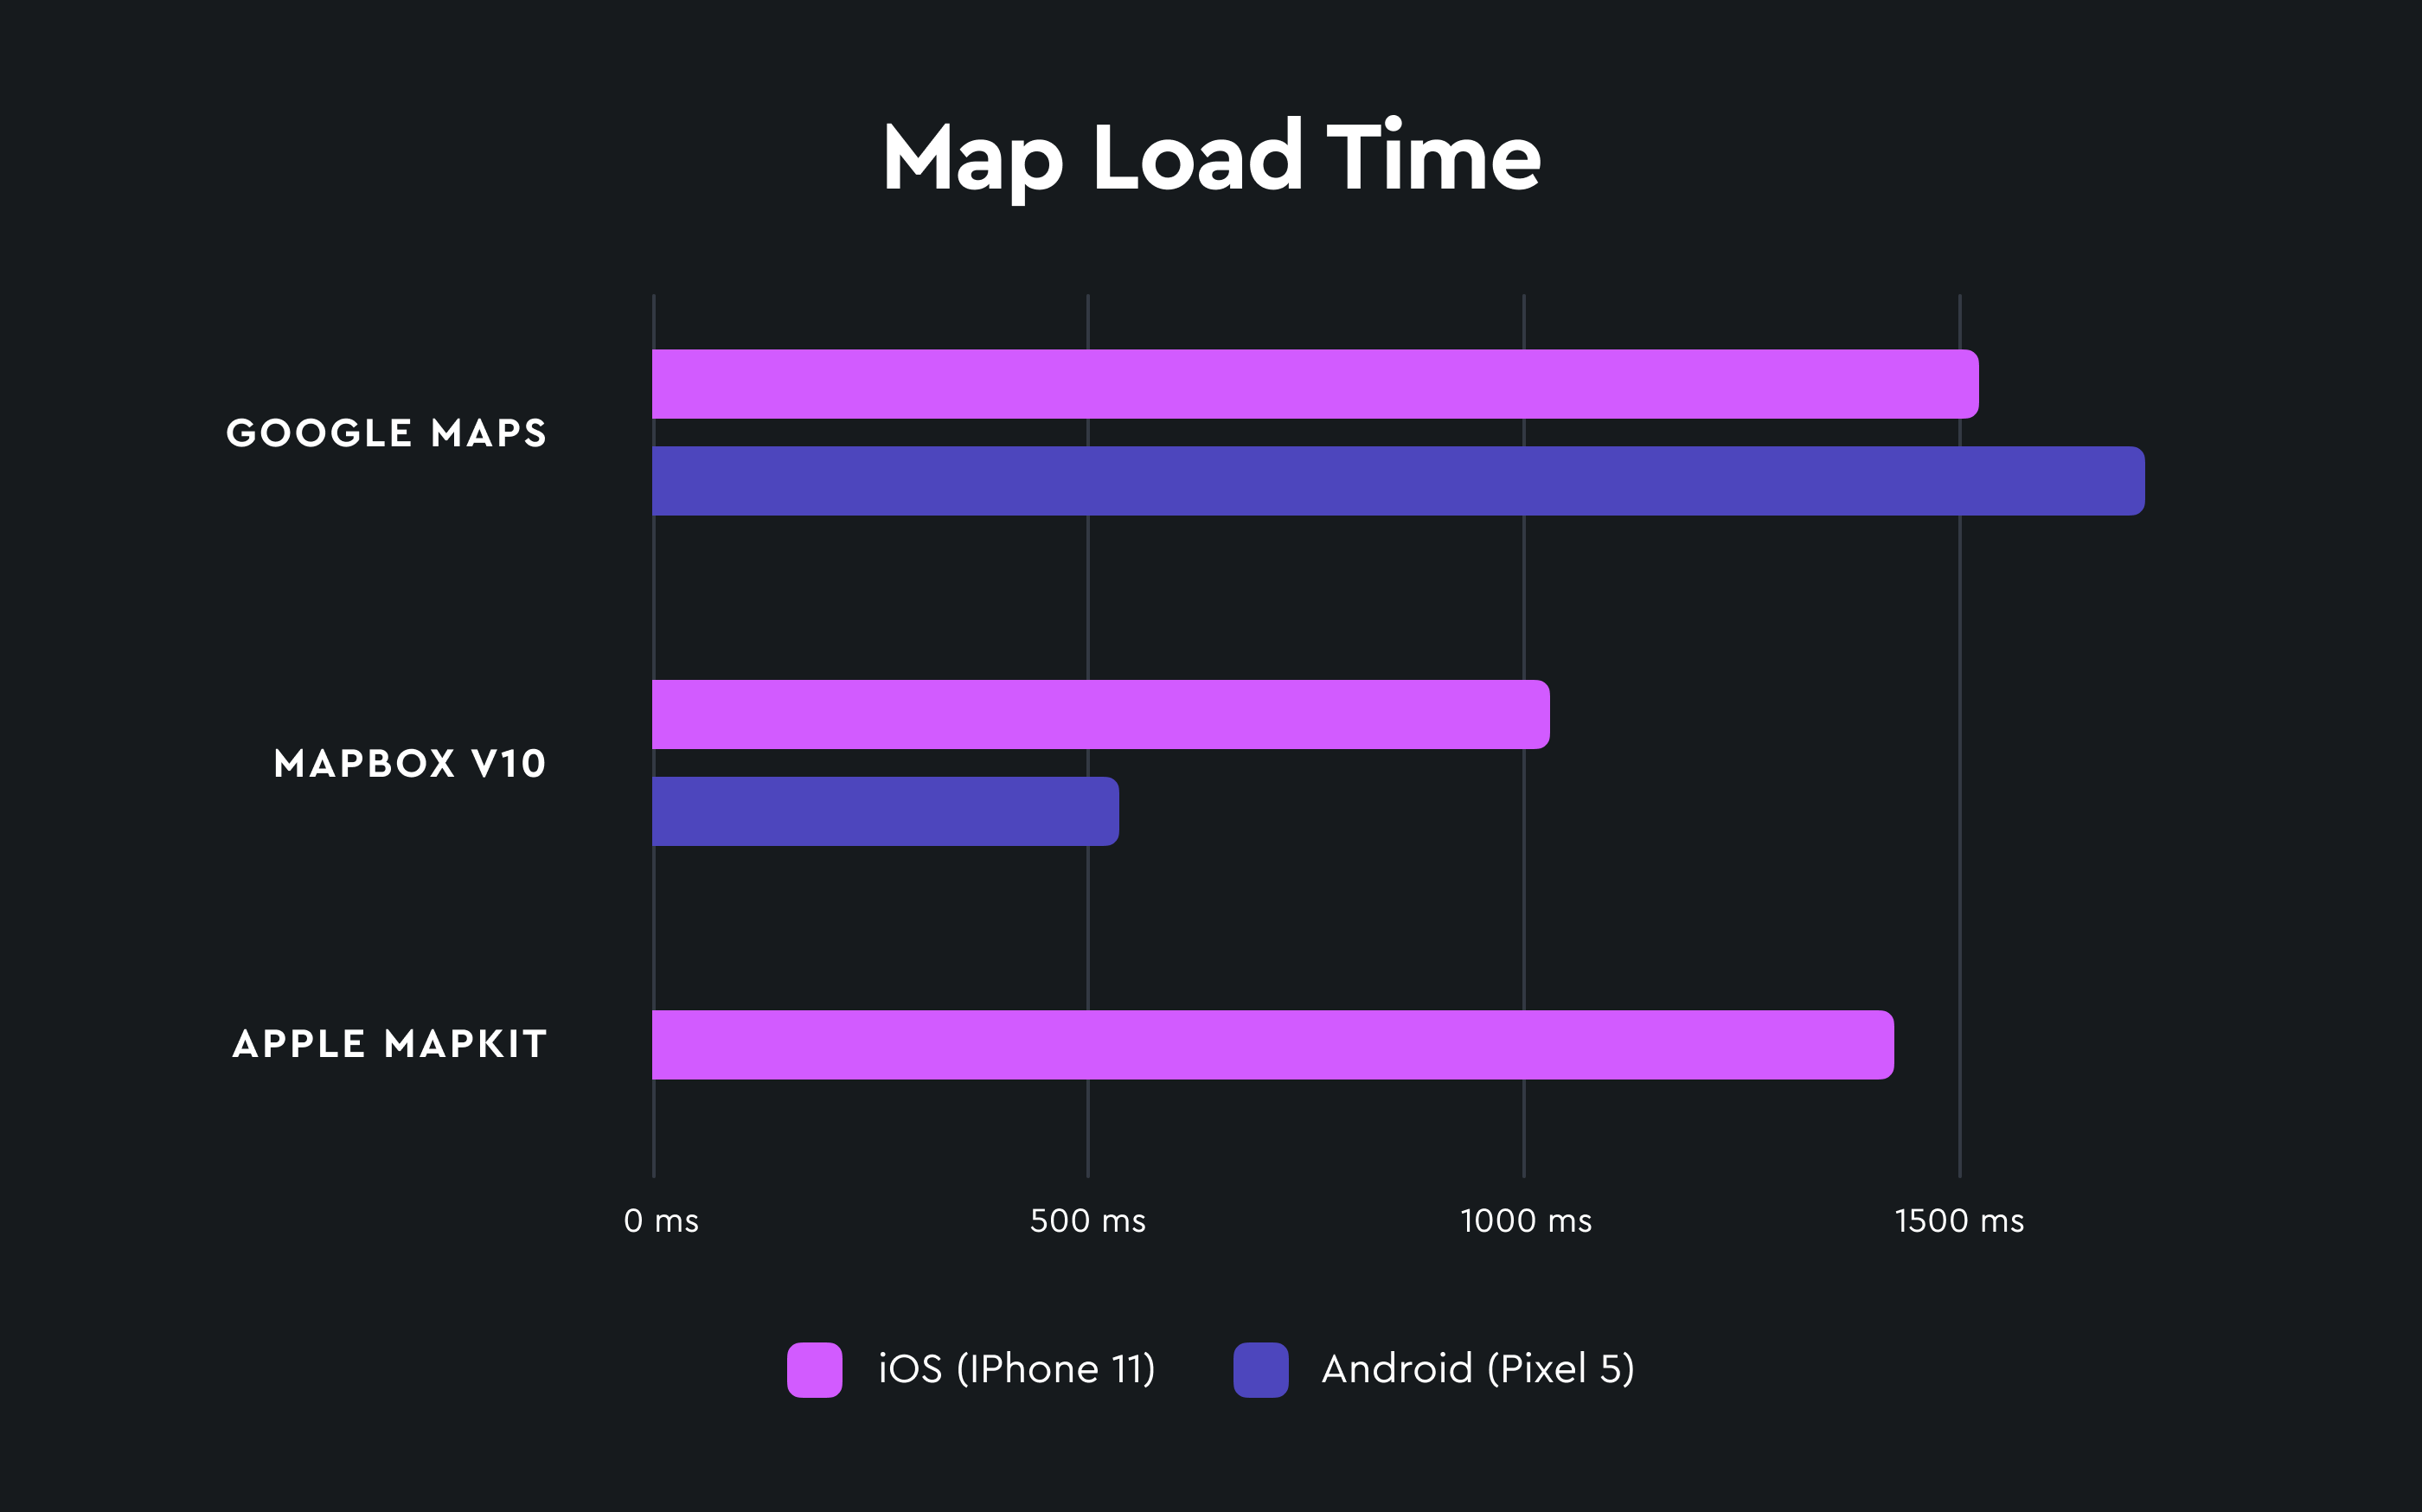 Map Load Time
GOOGLE MAPS
MAPBOX V10
APPLE MAPKIT
0 ms
500 ms
1000 ms
1500 ms
iOS (IPhone 11)
Android (Pixel 5)